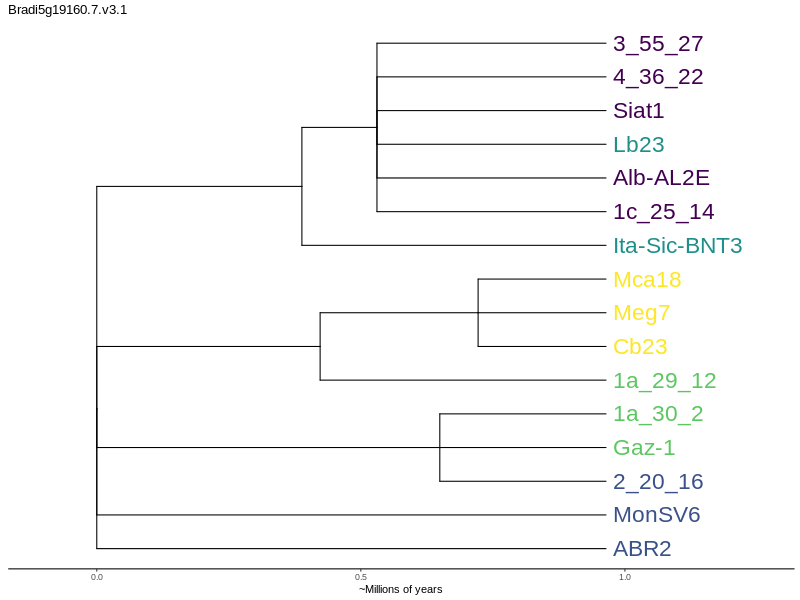 Bradi5g19160.7.v3.1
3_55_27
4_36_22
Siat1
Lb23
Alb-AL2E
1c_25_14
Ita-Sic-BNT3
Mca18
Meg7
Cb23
1a_29_12
1a_30_2
Gaz-1
2_20_16
MonSV6
ABR2
0.0 0.5 1.0
~Millions of years